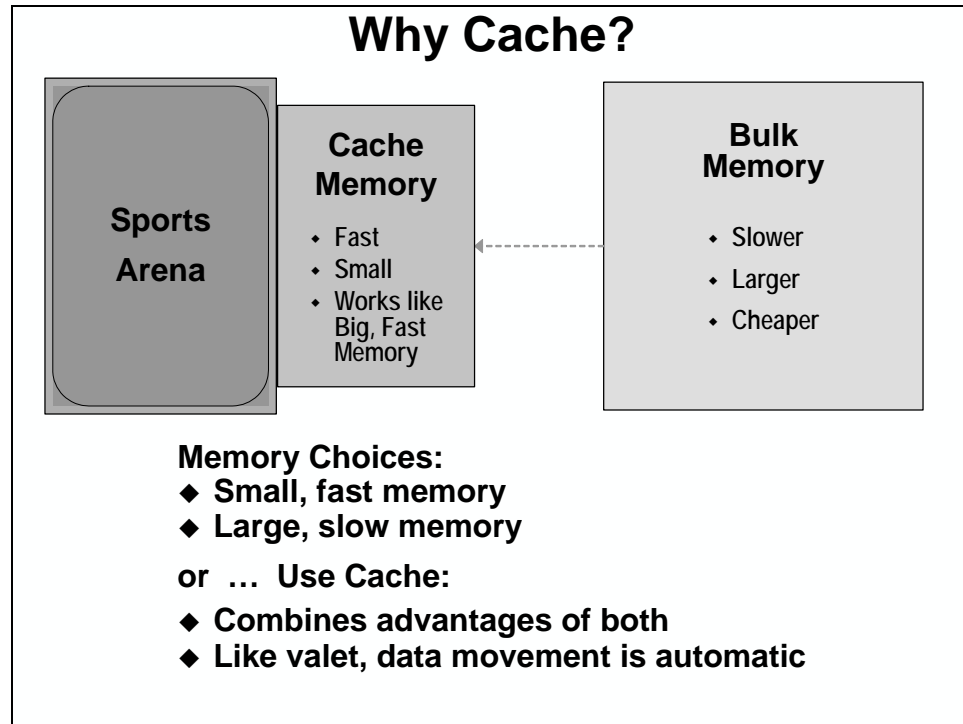 Why Cache?
Sports
Arena
Cache
Memory
⬥ Fast
⬥ Small
⬥ Works like
Big, Fast
Memory
Bulk
Memory
⬥ Slower
⬥ Larger
⬥ Cheaper
Memory Choices:
◆ Small, fast memory
◆ Large, slow memory
or … Use Cache:
◆ Combines advantages of both
◆ Like valet, data movement is automatic